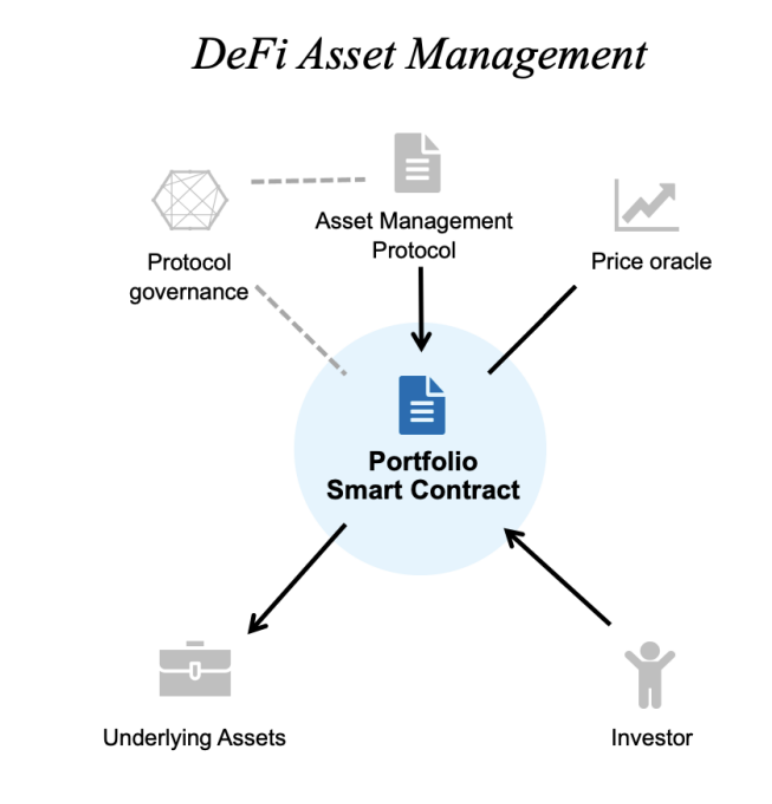 DeFi Asset Management
Asset Management
Protocol
Protocol
governance
Price oracle
Portfolio
Smart Contract
Underlying Assets
Investor